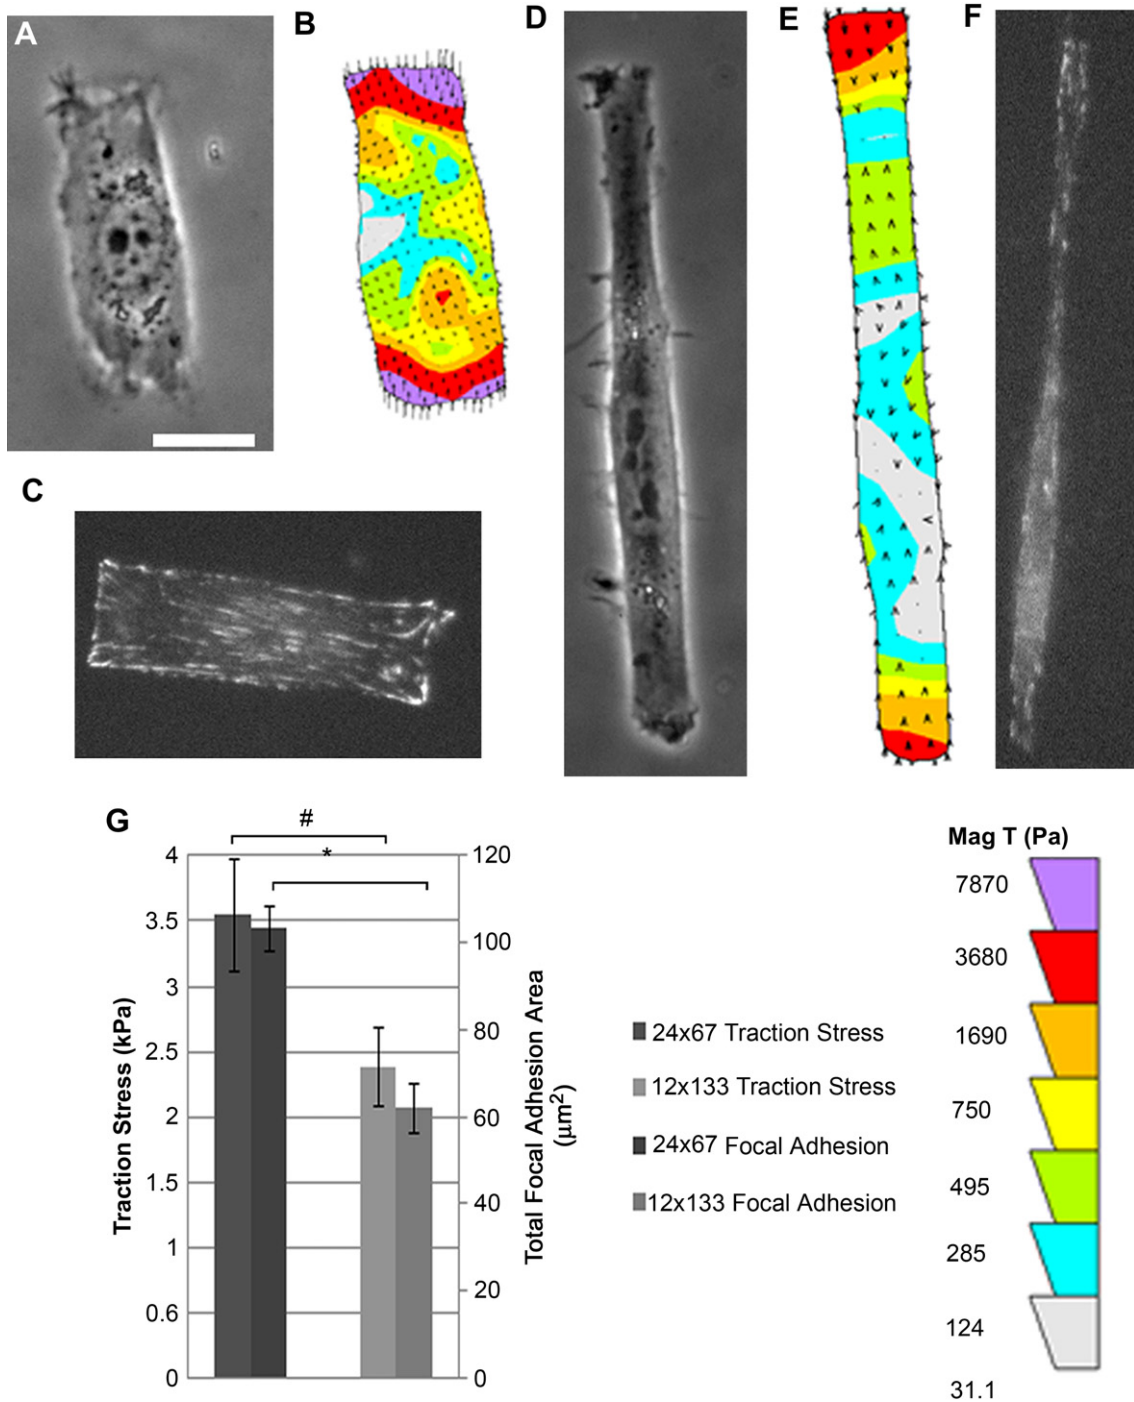 A
B
C
D
E
F
G
#
*
4
3.5
3
2.5
2
1.5
1
0.6
0
Traction Stress (kPa)
120
100
80
60
40
20
0
Total Focal Adhesion Area
(μm2)
24x67 Traction Stress
12x133 Traction Stress
24x67 Focal Adhesion
12x133 Focal Adhesion
Mag T (Pa)
7870
3680
1690
750
495
285
124
31.1